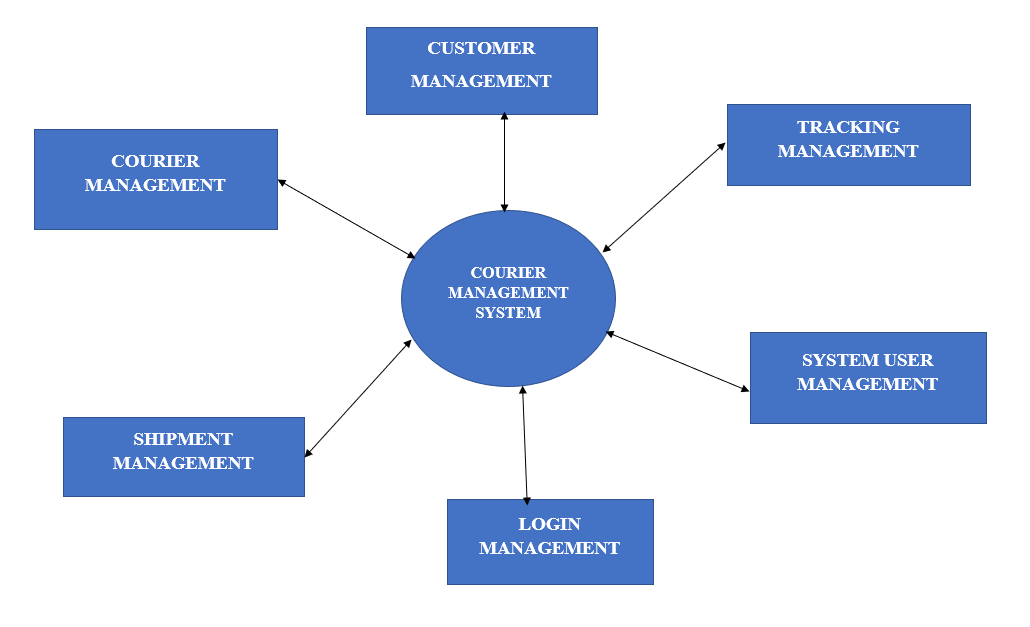 CUSTOMER
MANAGEMENT
TRACKING
MANAGEMENT
COURIER
MANAGEMENT
COURIER
MANAGEMENT
SYSTEM
SYSTEM USER
MANAGEMENT
SHIPMENT
MANAGEMENT
LOGIN
MANAGEMENT